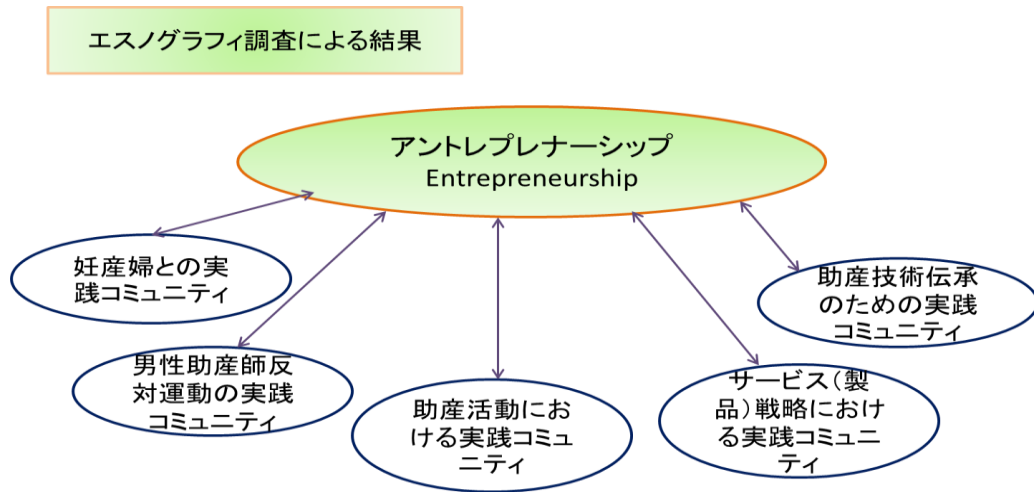 エスノグラフィ調査による結果
アントレプレナーシップ
Entrepreneurship
妊産婦との実
践コミュニティ
男性助産師反
対運動の実践
コミュニティ
助産活動にお
ける実践コミュ
ニティ
サービス(製
品)戦略におけ
る実践コミュニ
ティ
助産技術伝承
のための実践
コミュニティ